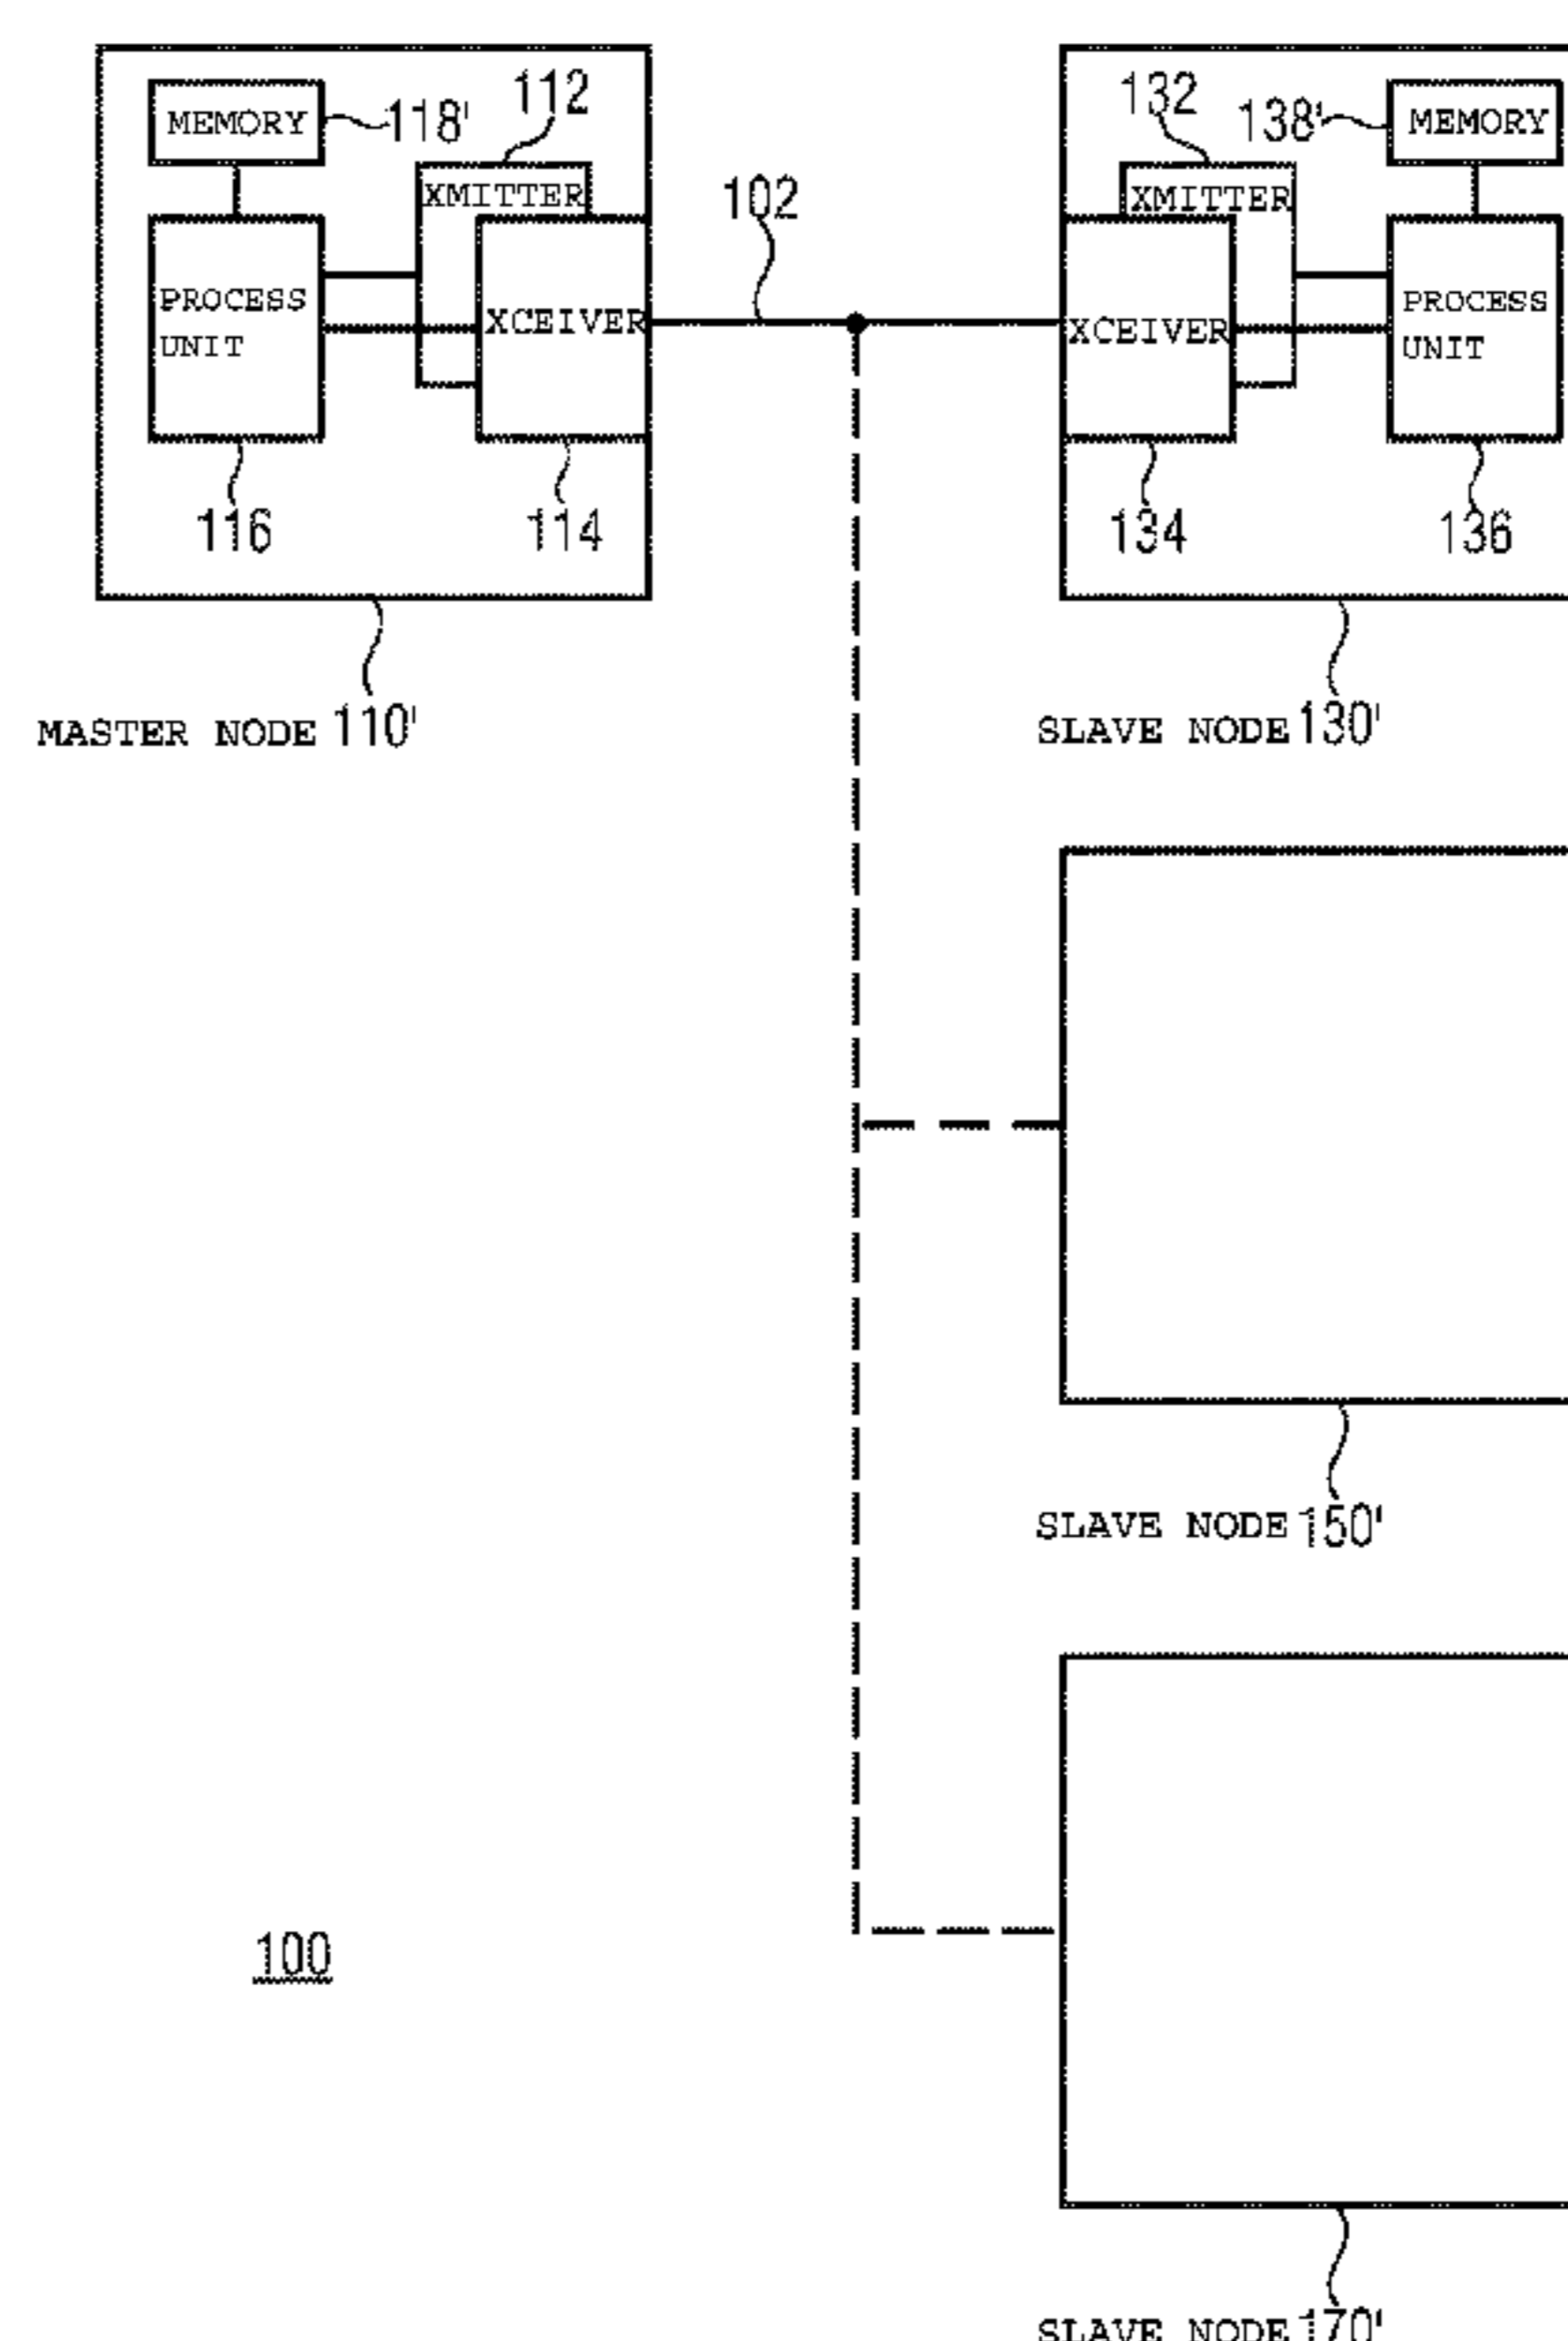 112
MEMORY
118'
XMITTER
PROCESS
UNIT
XCEIVER
116
114
MASTER NODE 110'
102
132
138'
MEMORY
XMITTER
XCEIVER
PROCESS
UNIT
134
136
SLAVE NODE 130'
SLAVE NODE 150'
100
SLAVE NODE 170'